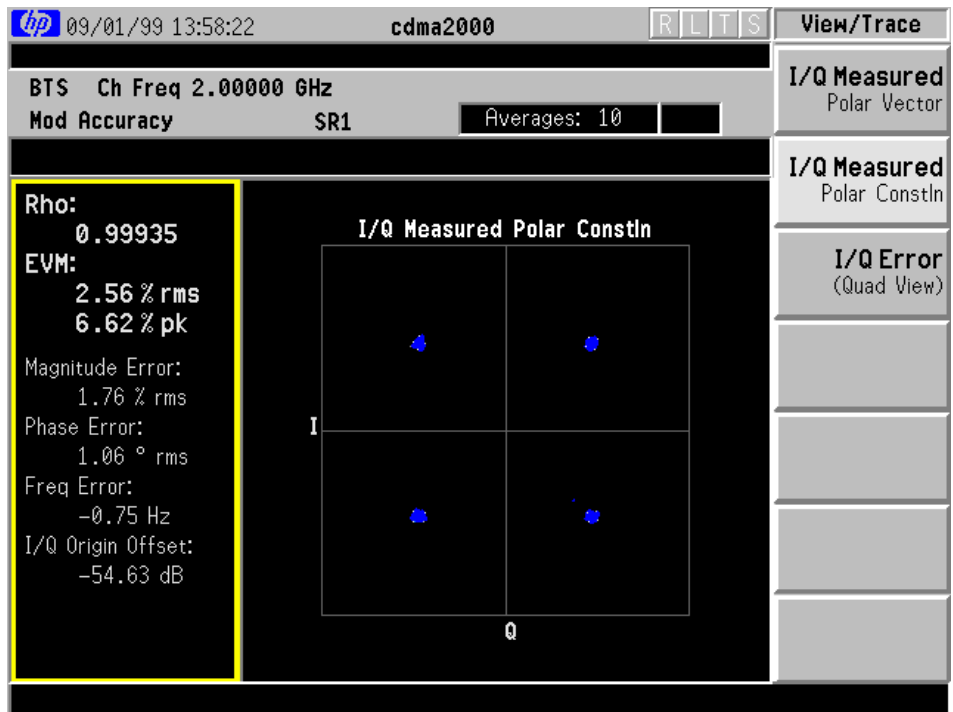 hp 09/01/99 13:58:22 cdma2000 R L T S View/Trace
BTS Ch Freq 2.00000 GHz
Mod Accuracy SR1 Averages: 10
I/Q Measured
Polar Vector
I/Q Measured
Polar Constln
I/Q Error
(Quad View)
Rho:
0.99935
EVM:
2.56 % rms
6.62 % pk
Magnitude Error:
1.76 % rms
Phase Error:
1.06 ° rms
Freq Error:
-0.75 Hz
I/Q Origin Offset:
-54.63 dB
I/Q Measured Polar Constln
I
Q